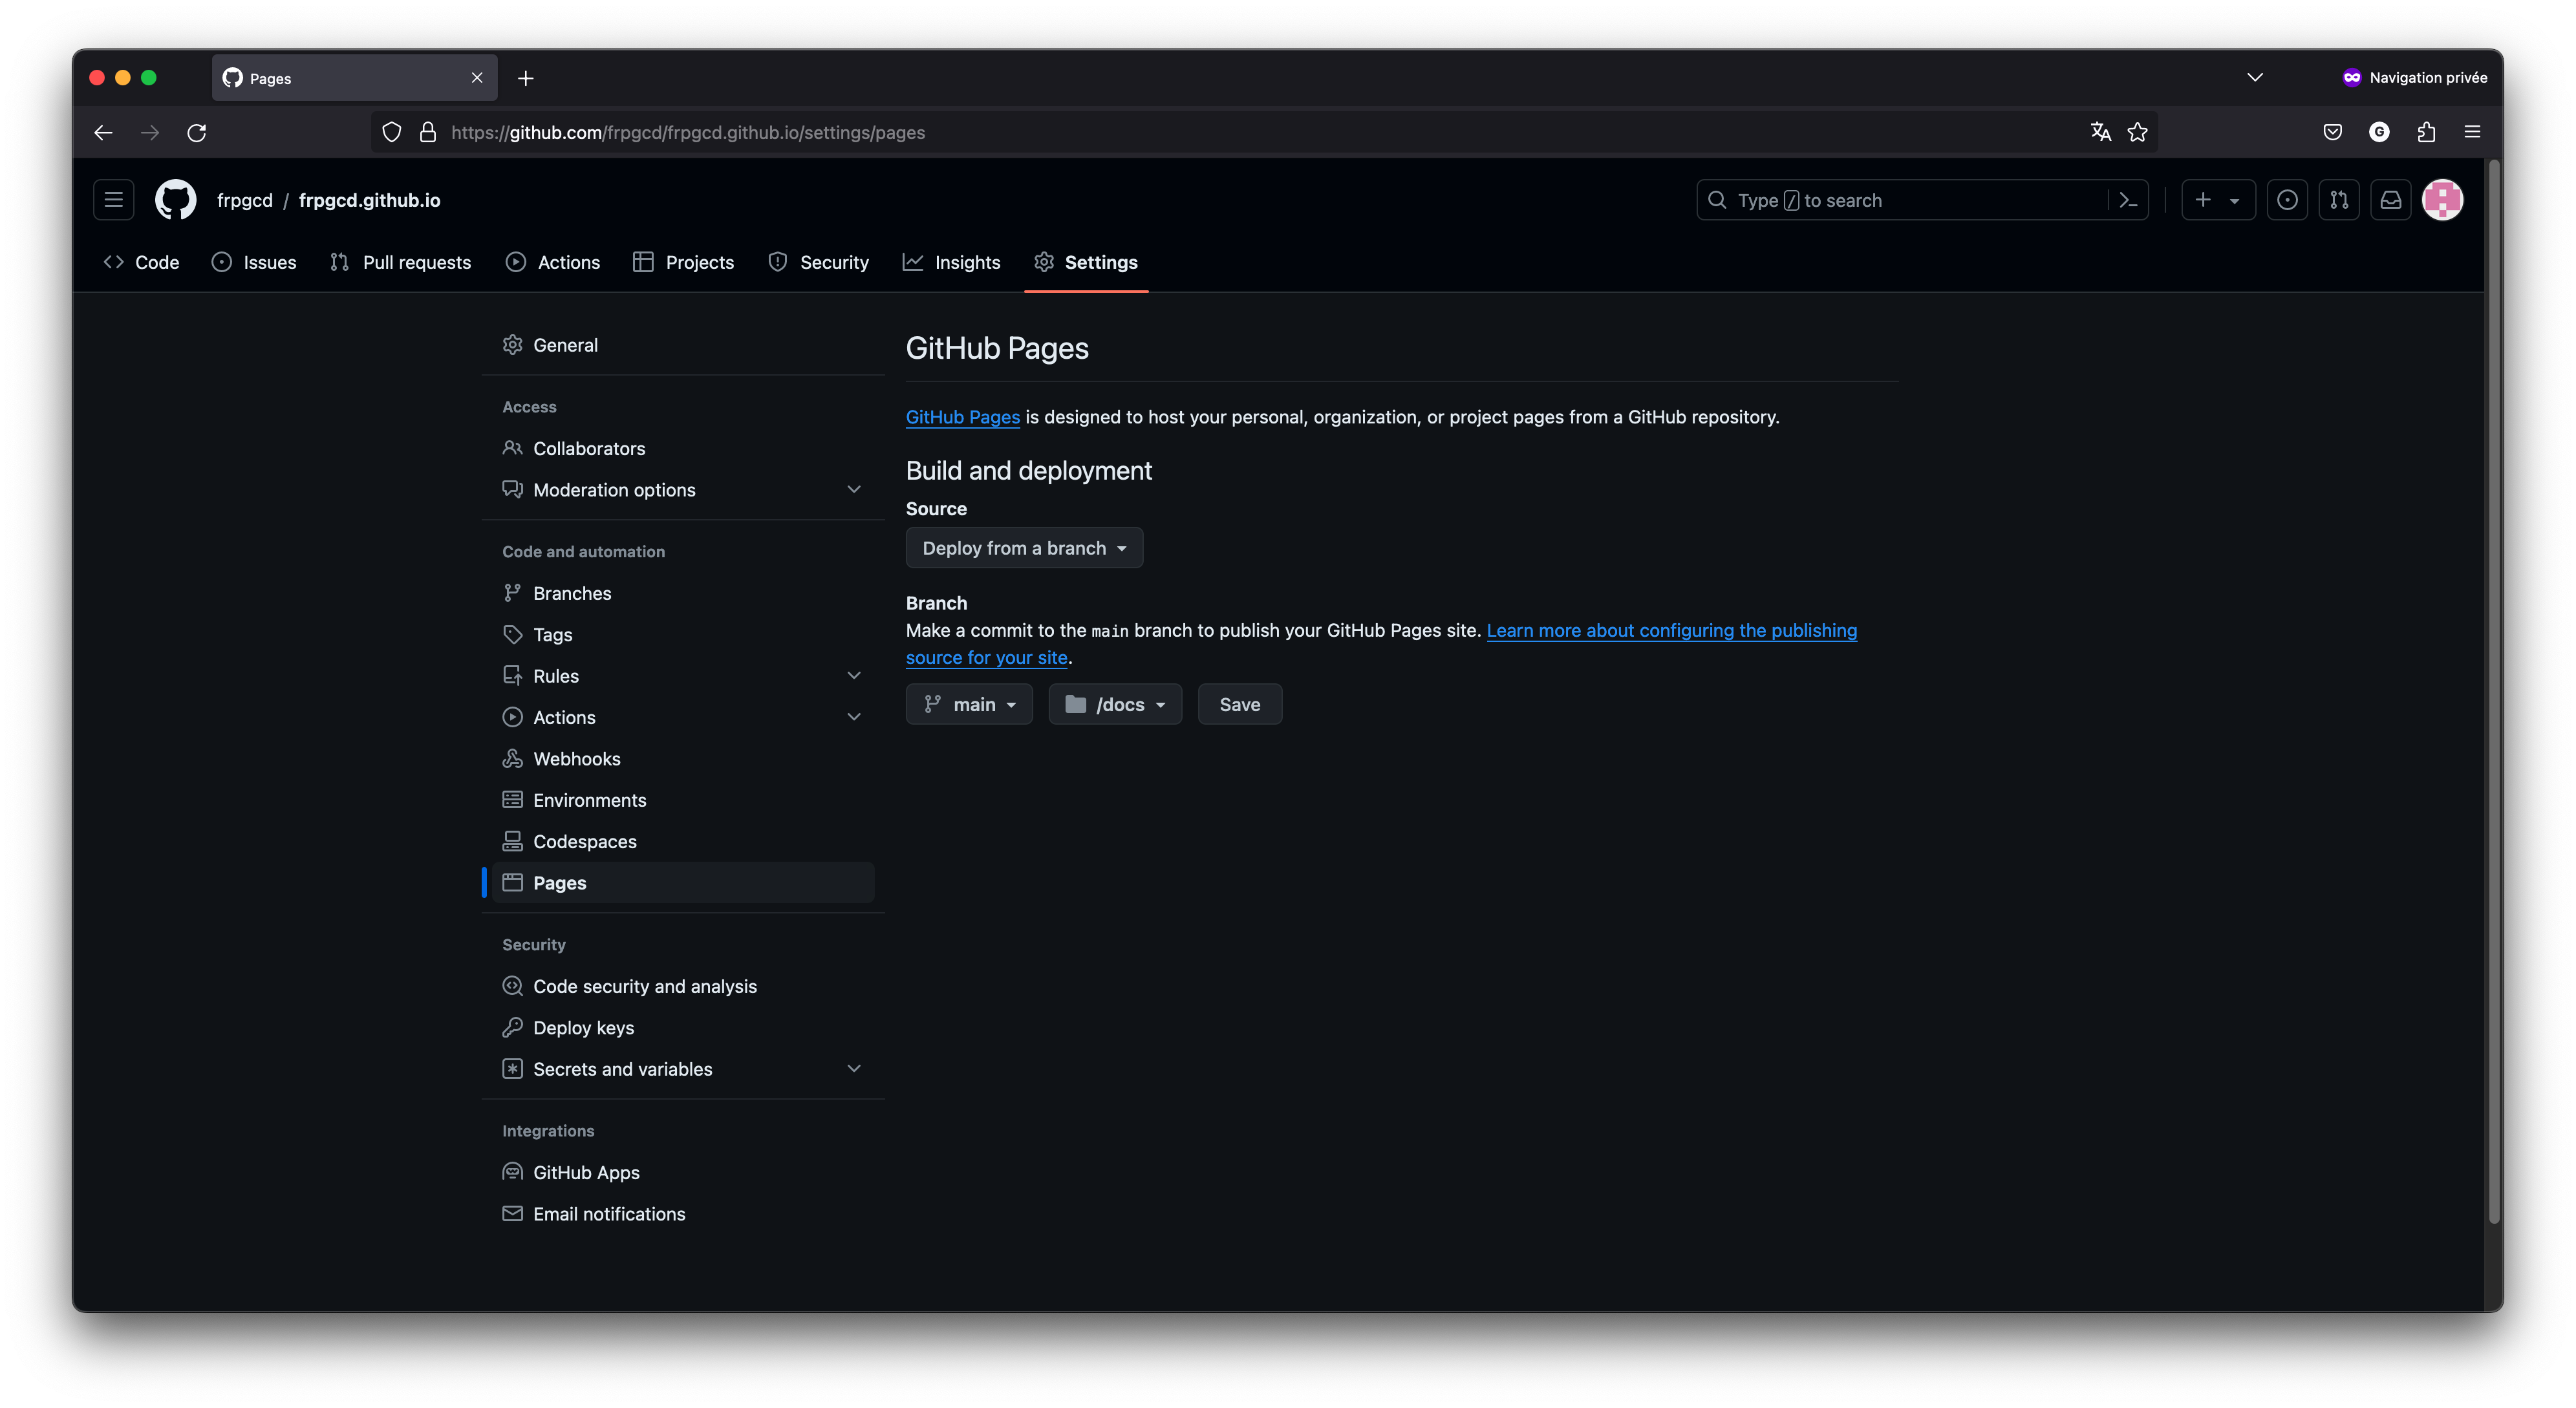 Pages
Navigation privée
https://github.com/frpgcd/frpgcd.github.io/settings/pages
G
frpgcd / frpgcd.github.io
Type / to search
Code Issues Pull requests Actions Projects Security Insights Settings
General
Access
Collaborators
Moderation options
Code and automation
Branches
Tags
Rules
Actions
Webhooks
Environments
Codespaces
Pages
Security
Code security and analysis
Deploy keys
Secrets and variables
Integrations
GitHub Apps
Email notifications
GitHub Pages
GitHub Pages is designed to host your personal, organization, or project pages from a GitHub repository.
Build and deployment
Source
Deploy from a branch
Branch
Make a commit to the main branch to publish your GitHub Pages site. Learn more about configuring the publishing
source for your site.
main /docs Save